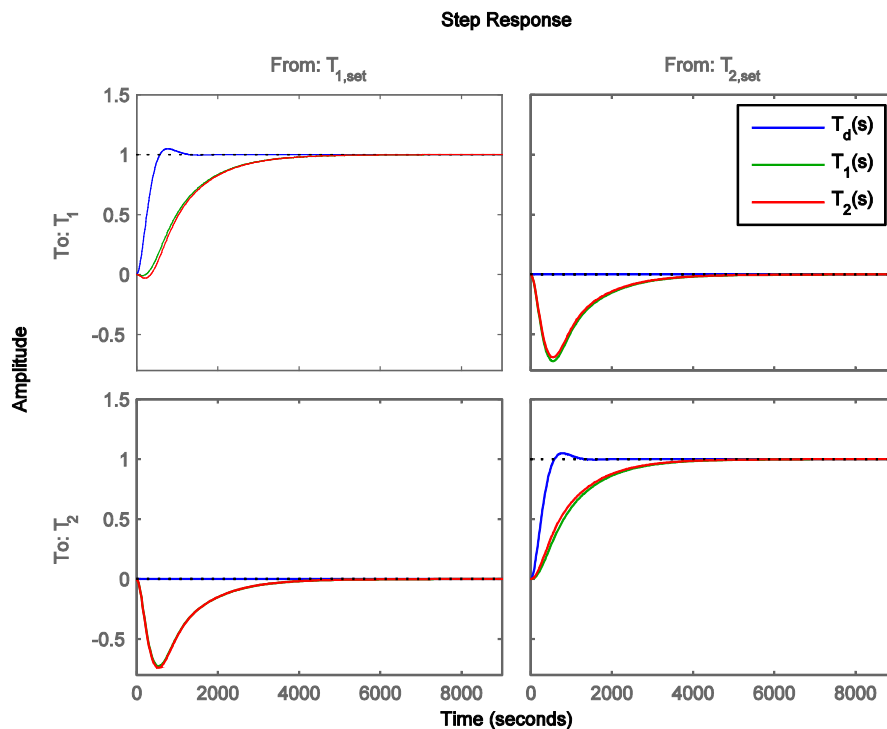 Step Response
From: T1,set
From: T2,set
To: T1
1.5
1
0.5
0
-0.5
Td(s)
T1(s)
T2(s)
Amplitude
To: T2
1.5
1
0.5
0
-0.5
0 2000 4000 6000 8000
0 2000 4000 6000 8000
Time (seconds)